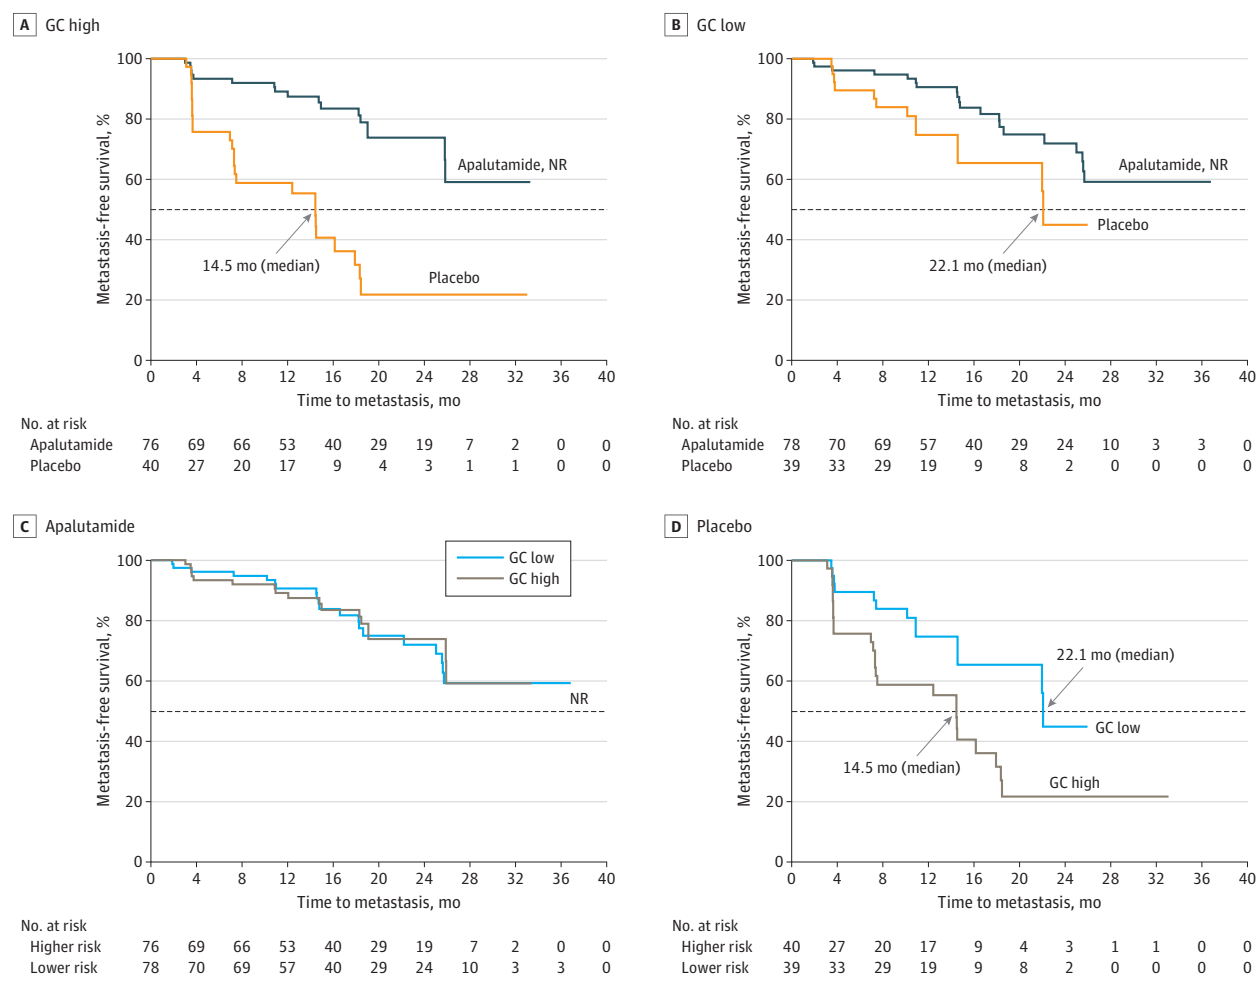 A GC high
100
80
60
40
20
0
Metastasis-free survival, %
Apalutamide, NR
14.5 mo (median)
Placebo
0 4 8 12 16 20 24 28 32 36 40
Time to metastasis, mo
No. at risk
Apalutamide 76 69 66 53 40 29 19 7 2 0 0
Placebo 40 27 20 17 9 4 3 1 1 0 0
B GC low
100
80
60
40
20
0
Metastasis-free survival, %
Apalutamide, NR
Placebo
22.1 mo (median)
0 4 8 12 16 20 24 28 32 36 40
Time to metastasis, mo
No. at risk
Apalutamide 78 70 69 57 40 29 24 10 3 3 0
Placebo 39 33 29 19 9 8 2 0 0 0 0
C Apalutamide
GC low
GC high
100
80
60
40
20
0
Metastasis-free survival, %
NR
0 4 8 12 16 20 24 28 32 36 40
Time to metastasis, mo
No. at risk
Higher risk 76 69 66 53 40 29 19 7 2 0 0
Lower risk 78 70 69 57 40 29 24 10 3 3 0
D Placebo
100
80
60
40
20
0
Metastasis-free survival, %
22.1 mo (median)
GC low
14.5 mo (median)
GC high
0 4 8 12 16 20 24 28 32 36 40
Time to metastasis, mo
No. at risk
Higher risk 40 27 20 17 9 4 3 1 1 0 0
Lower risk 39 33 29 19 9 8 2 0 0 0 0